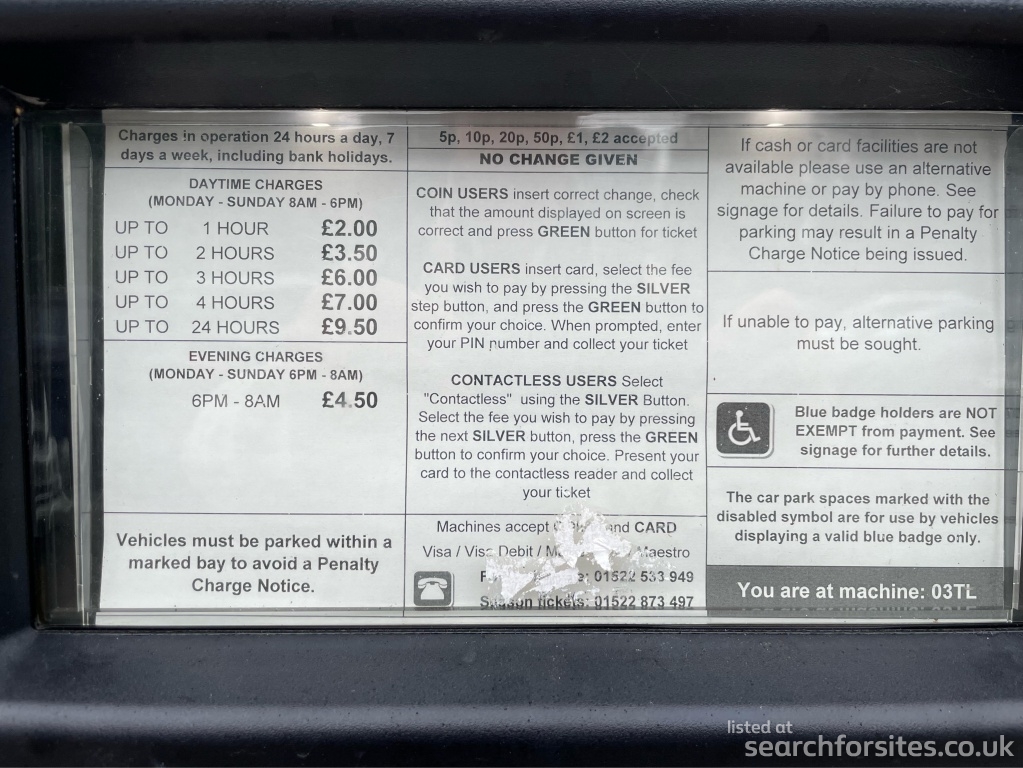 Charges in operation 24 hours a day, 7
days a week, including bank holidays.
DAYTIME CHARGES
(MONDAY - SUNDAY 8AM - 6PM)
UP TO 1 HOUR £2.00
UP TO 2 HOURS £3.50
UP TO 3 HOURS £6.00
UP TO 4 HOURS £7.00
UP TO 24 HOURS £9.50
EVENING CHARGES
(MONDAY - SUNDAY 6PM - 8AM)
6PM - 8AM £4.50
Vehicles must be parked within a
marked bay to avoid a Penalty
Charge Notice.
5p, 10p, 20p, 50p, £1, £2 accepted
NO CHANGE GIVEN
COIN USERS insert correct change, check
that the amount displayed on screen is
correct and press GREEN button for ticket
CARD USERS insert card, select the fee
you wish to pay by pressing the SILVER
step button, and press the GREEN button to
confirm your choice. When prompted, enter
your PIN number and collect your ticket
CONTACTLESS USERS Select
"Contactless" using the SILVER Button.
Select the fee you wish to pay by pressing
the next SILVER button, press the GREEN
button to confirm your choice. Present your
card to the contactless reader and collect
your ticket
Machines accept and CARD
Visa / Visa Debit / Maestro
01522 533 949
Season tickets: 01522 873 497
If cash or card facilities are not
available please use an alternative
machine or pay by phone. See
signage for details. Failure to pay for
parking may result in a Penalty
Charge Notice being issued.
If unable to pay, alternative parking
must be sought.
Blue badge holders are NOT
EXEMPT from payment. See
signage for further details.
The car park spaces marked with the
disabled symbol are for use by vehicles
displaying a valid blue badge only.
You are at machine: 03TL
listed at
searchforsites.co.uk